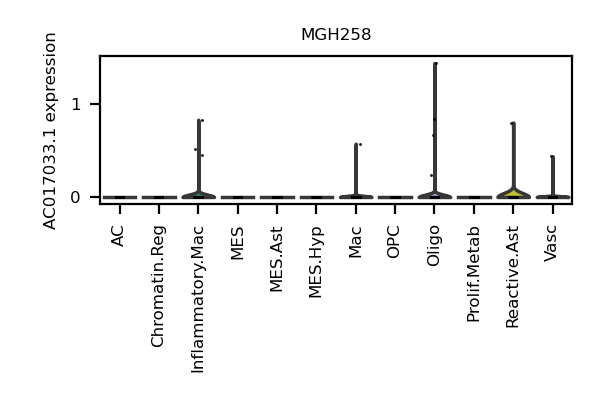 MGH258
AC017033.1 expression
1
0
AC
Chromatin.Reg
Inflammatory.Mac
MES
MES.Ast
MES.Hyp
Mac
OPC
Oligo
Prolif.Metab
Reactive.Ast
Vasc